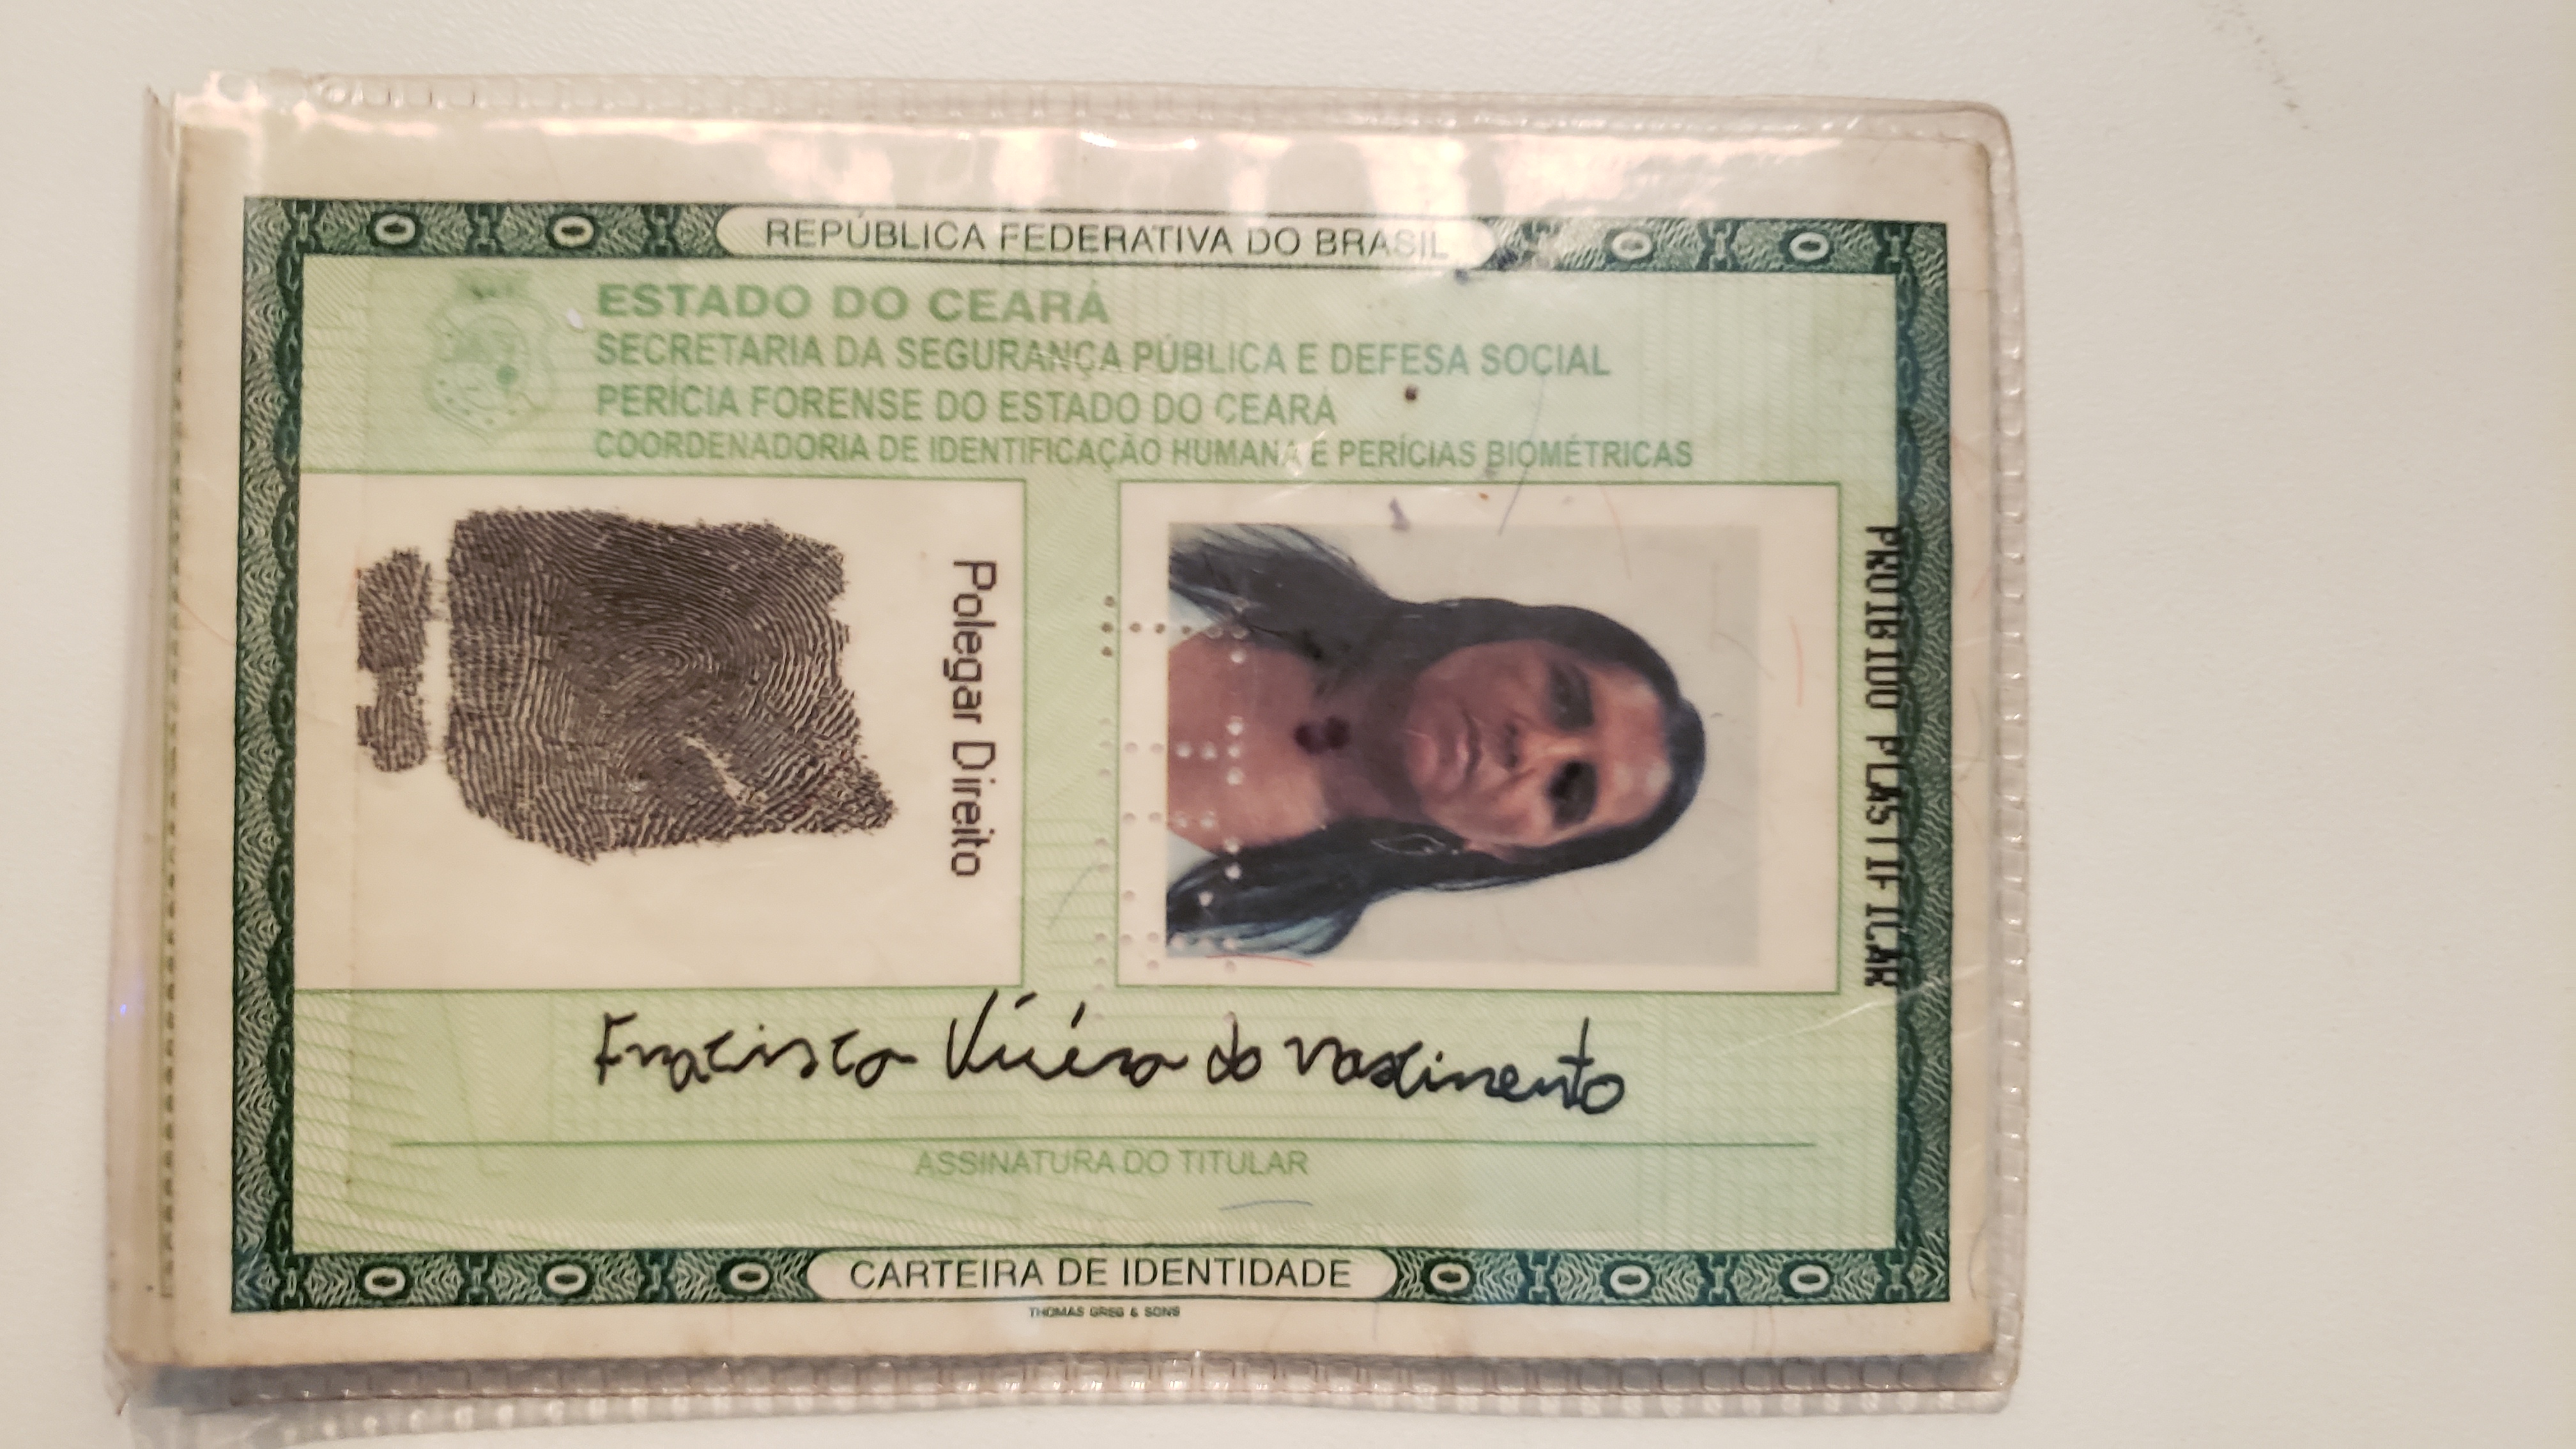 REPÚBLICA FEDERATIVA DO BRASIL
ESTADO DO CEARÁ
SECRETARIA DA SEGURANÇA PÚBLICA E DEFESA SOCIAL
PERÍCIA FORENSE DO ESTADO DO CEARÁ
COORDENADORIA DE IDENTIFICAÇÃO HUMANA E PERÍCIAS BIOMÉTRICAS
Polegar Direito
PROIBIDO PLASTIFICAR
Francisco Viéira do nascimento
ASSINATURA DO TITULAR
CARTEIRA DE IDENTIDADE
THOMAS GREG & SONS